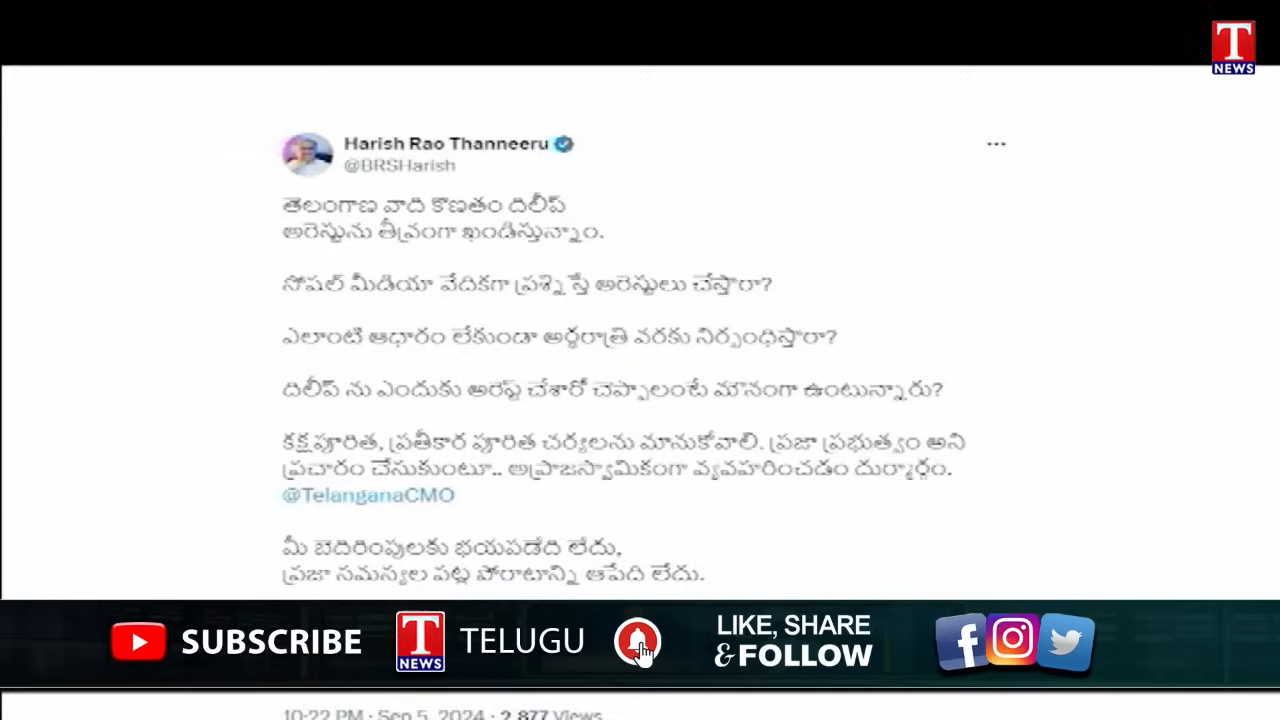 T
NEWS
Harish Rao Thanneeru
@BRSHarish
తెలంగాణ వాది కొణతం దిలీప్
అరెస్టును తీవ్రంగా ఖండిస్తున్నాం.
సోషల్ మీడియా వేదికగా ప్రశ్నిస్తే అరెస్టులు చేస్తారా?
ఎలాంటి ఆధారం లేకుండా అర్ధరాత్రి వరకు నిర్బంధిస్తారా?
దిలీప్ ను ఎందుకు అరెస్ట్ చేశారో చెప్పాలంటే మౌనంగా ఉంటున్నారు?
కక్షపూరిత, ప్రతీకార పూరిత చర్యలను మానుకోవాలి. ప్రజా ప్రభుత్వం అని
ప్రచారం చేసుకుంటూ.. అప్రాజస్వామికంగా వ్యవహరించడం దుర్మార్గం.
@TelanganaCMO
మీ బెదిరింపులకు భయపడేది లేదు,
ప్రజా సమస్యల పట్ల పోరాటాన్ని ఆపేది లేదు.
SUBSCRIBE T NEWS TELUGU
LIKE, SHARE
& FOLLOW
10:22 PM · Sep 5, 2024 · 2,877 Views